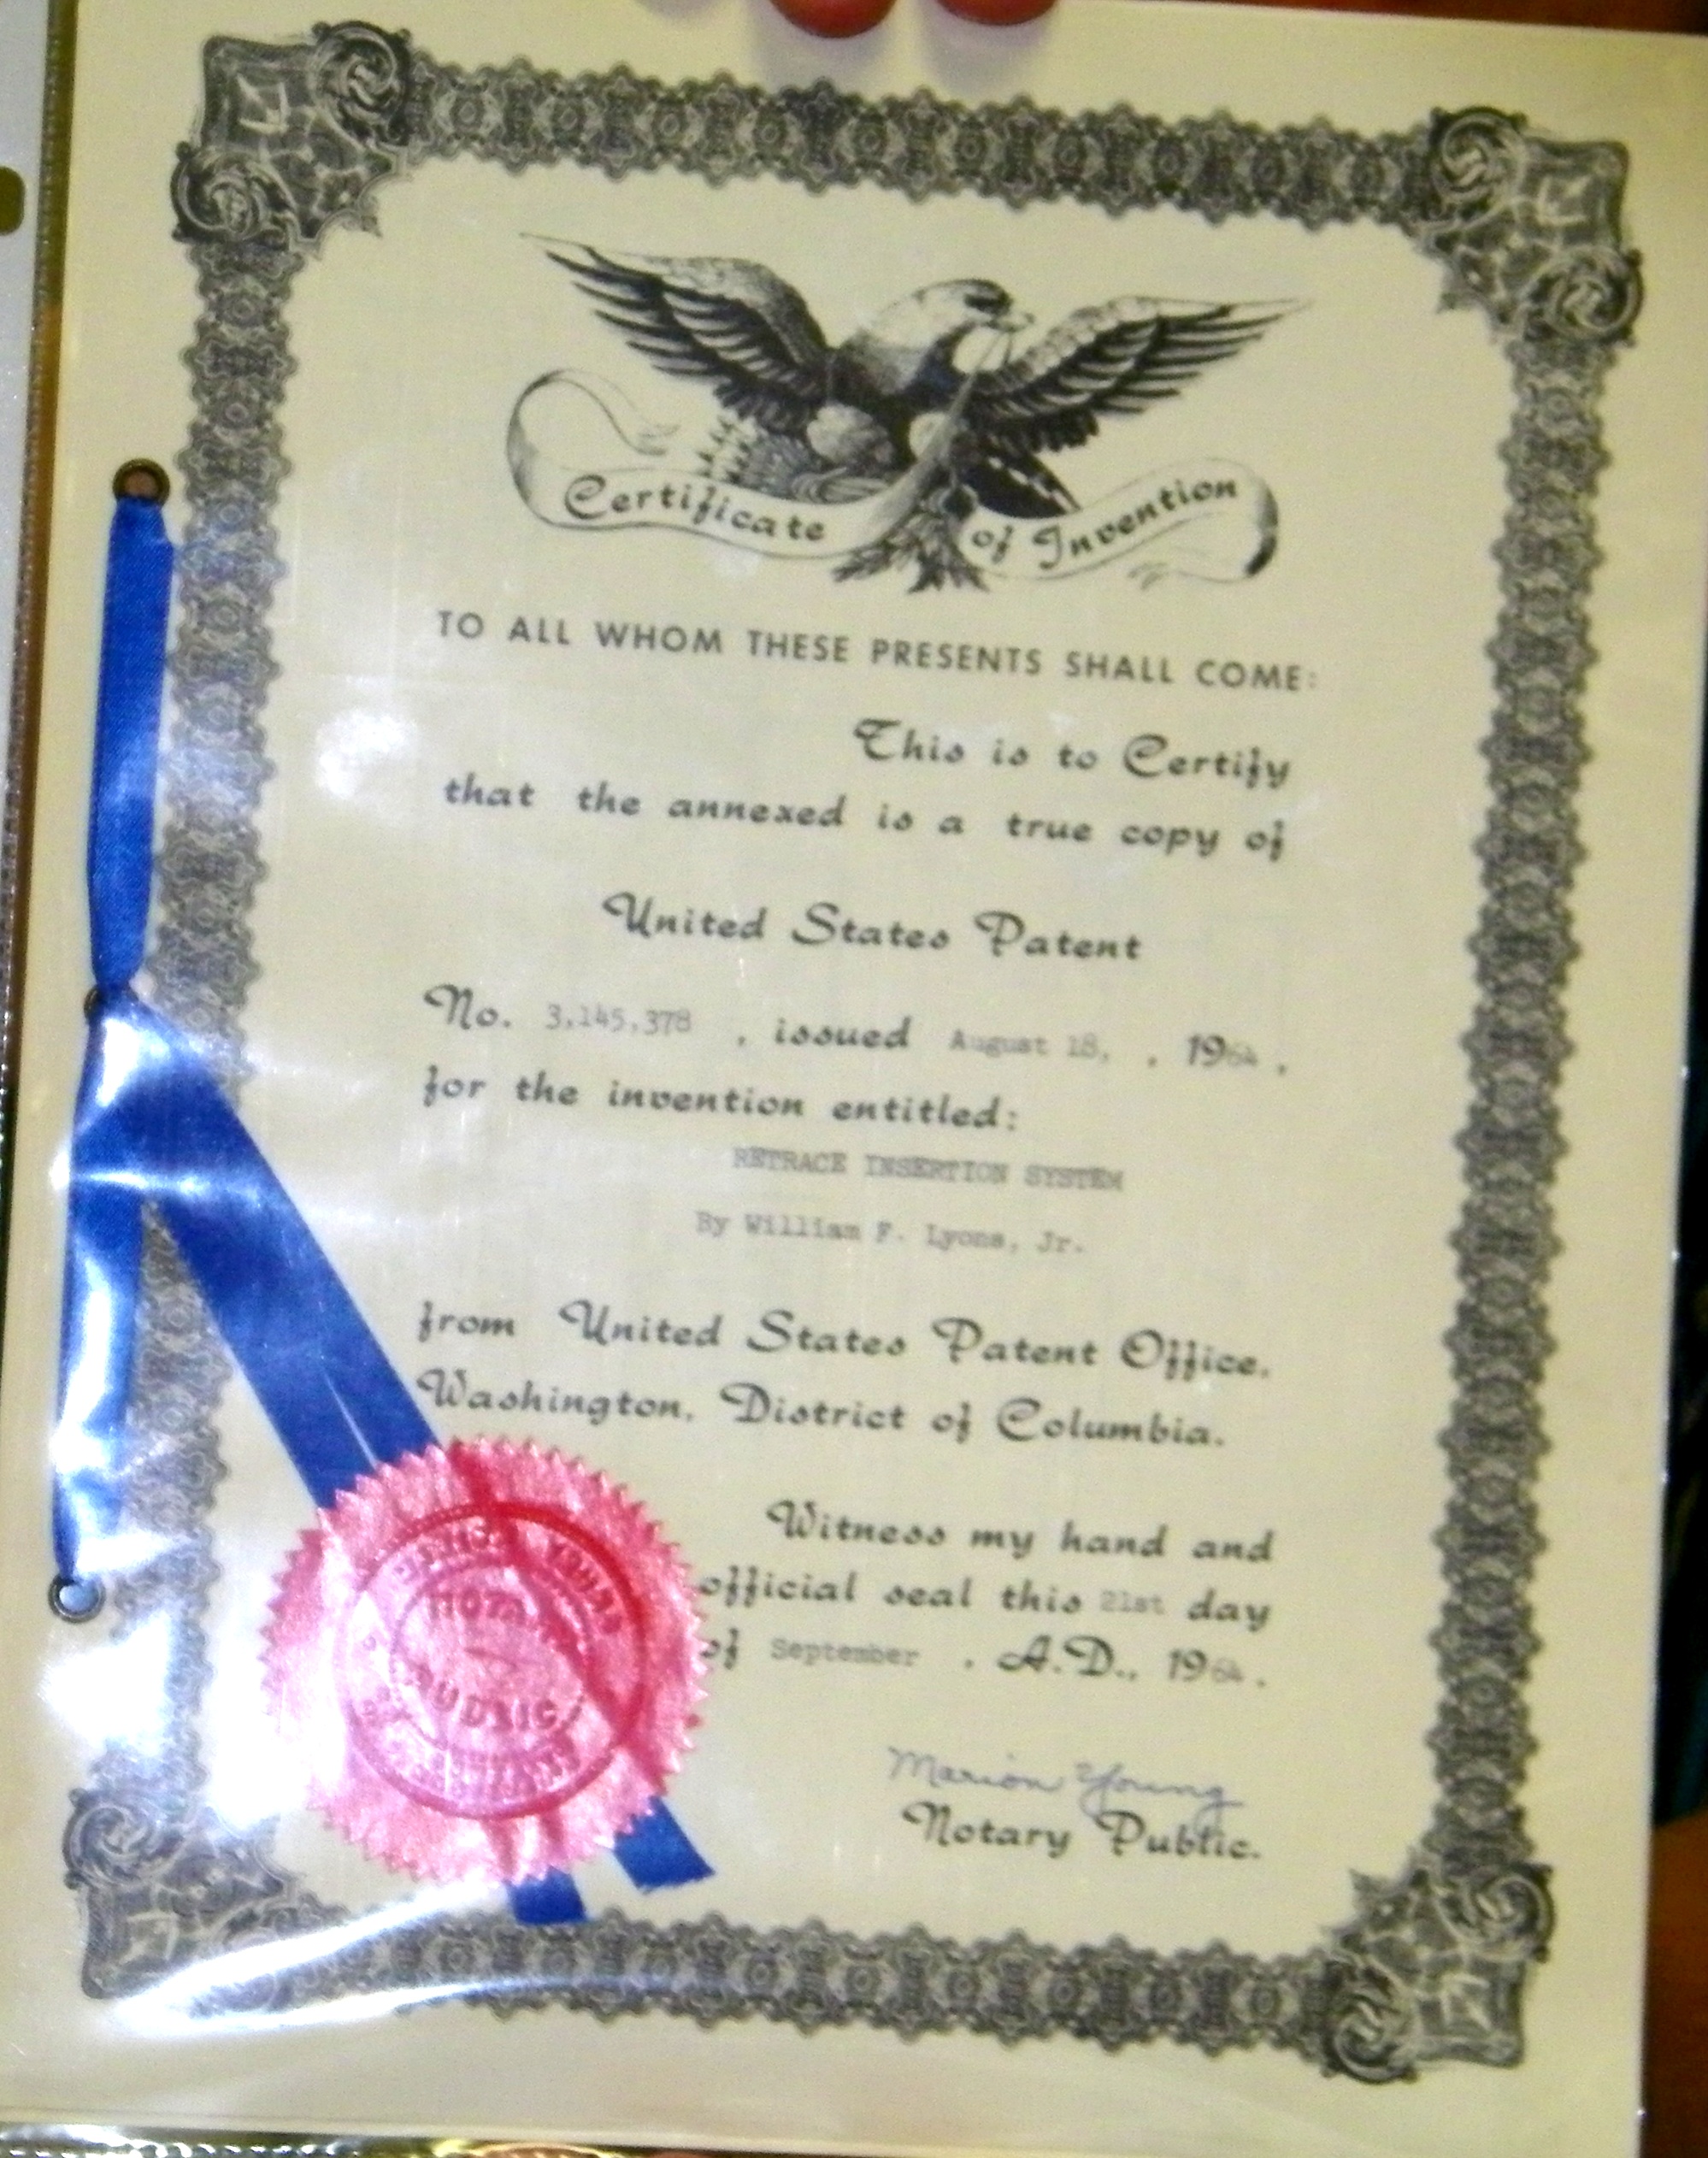 Certificate of Invention
TO ALL WHOM THESE PRESENTS SHALL COME:
This is to Certify
that the annexed is a true copy of
United States Patent
No. 3,145,378 , issued August 18, , 1964 .
for the invention entitled:
RETRACE INSERTION SYSTEM
By William F. Lyons, Jr.
from United States Patent Office,
Washington, District of Columbia.
Witness my hand and
official seal this 21st day
of September , A.D., 1964 .
Marion Young
Notary Public.